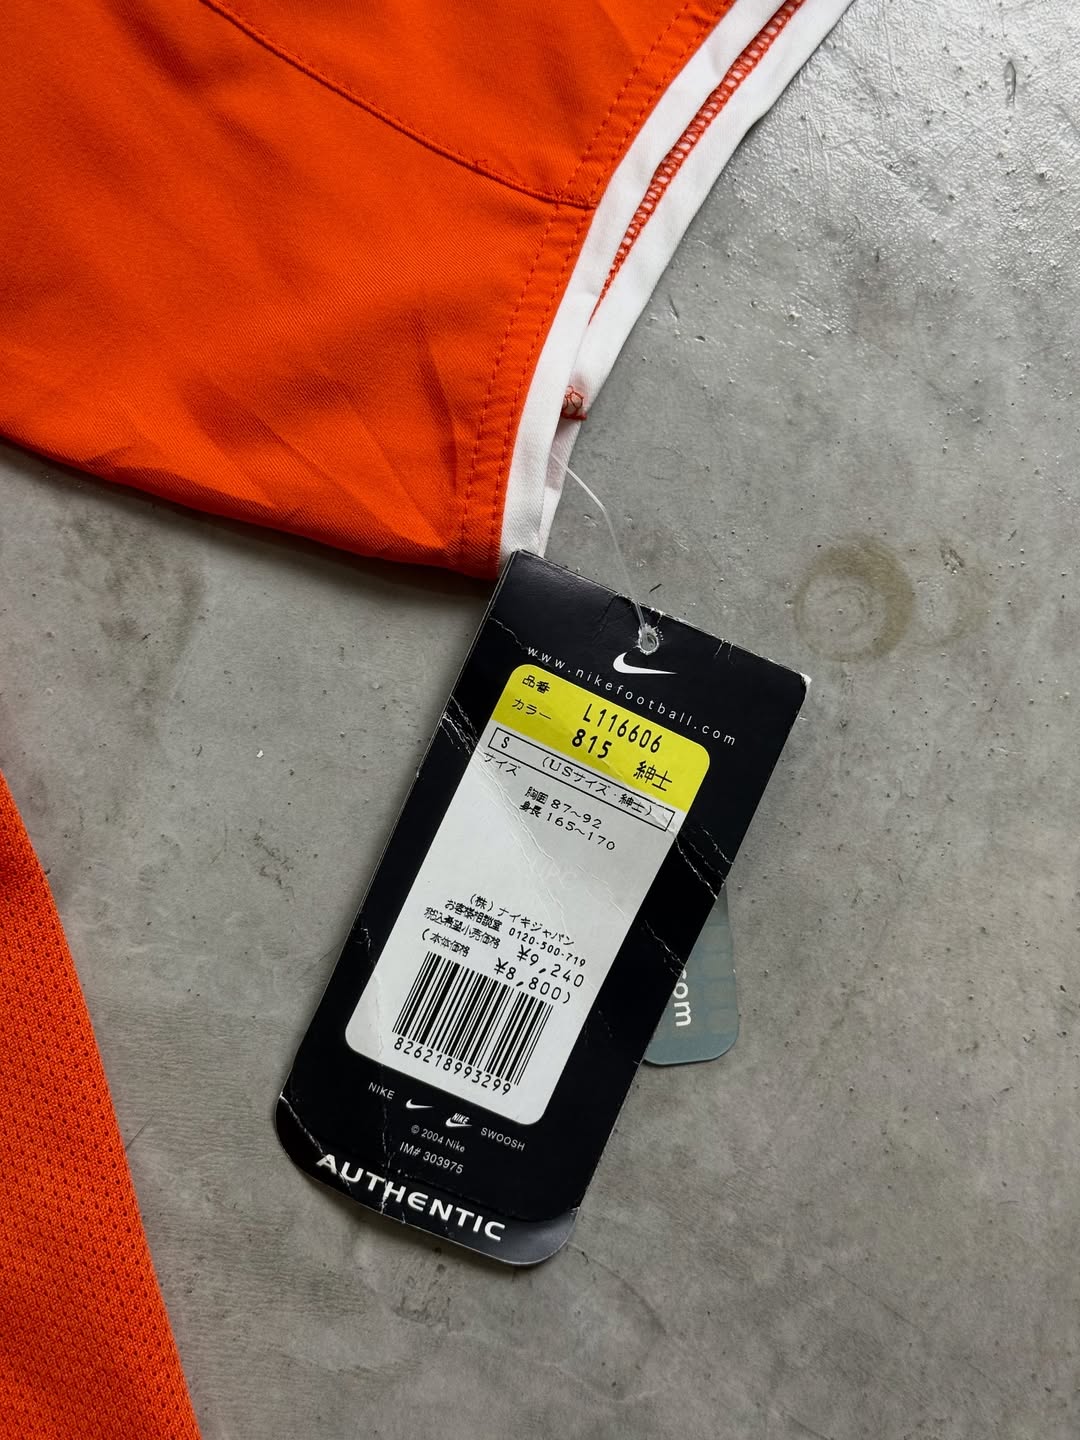 www.nikefootball.com
品番 L116606
カラー 815 紳士
S (USサイズ・紳士)
サイズ
胸囲 87~92
身長 165~170
(株)ナイキジャパン
お客様相談室 0120-500-719
税込希望小売価格 ¥9,240
(本体価格 ¥8,800)
826218993299
NIKE NIKE SWOOSH
© 2004 Nike
IM# 303975
AUTHENTIC
com